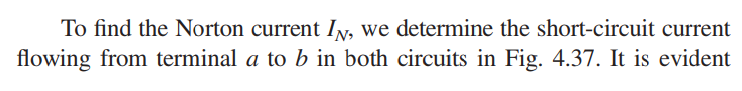 To find the Norton current I_N, we determine the short-circuit current
flowing from terminal a to b in both circuits in Fig. 4.37. It is evident